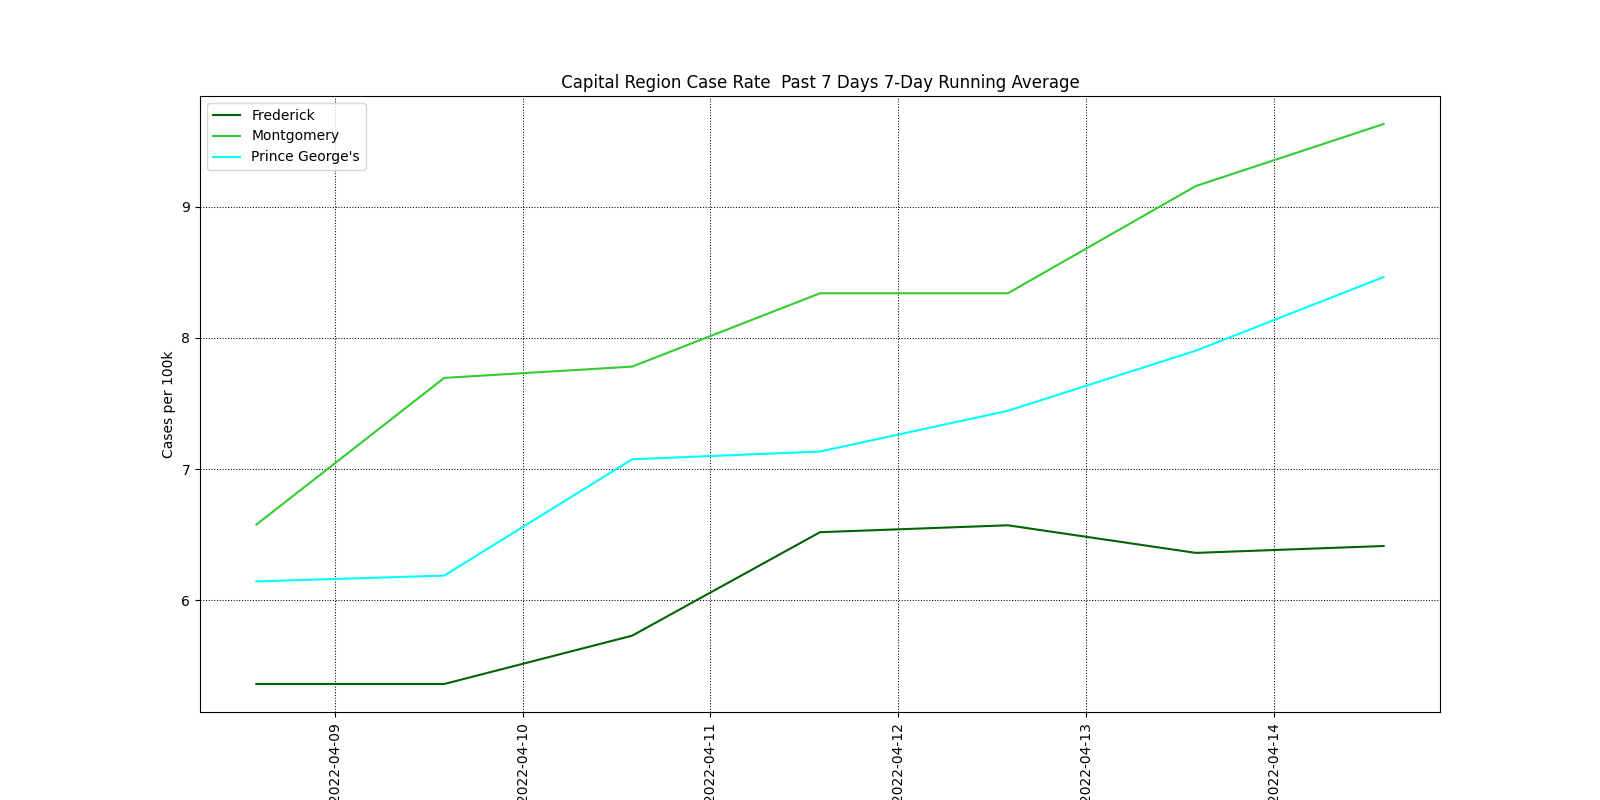 Capital Region Case Rate  Past 7 Days 7-Day Running Average
Frederick
Montgomery
Prince George's
9
8
7
6
Cases per 100k
2022-04-09
2022-04-10
2022-04-11
2022-04-12
2022-04-13
2022-04-14